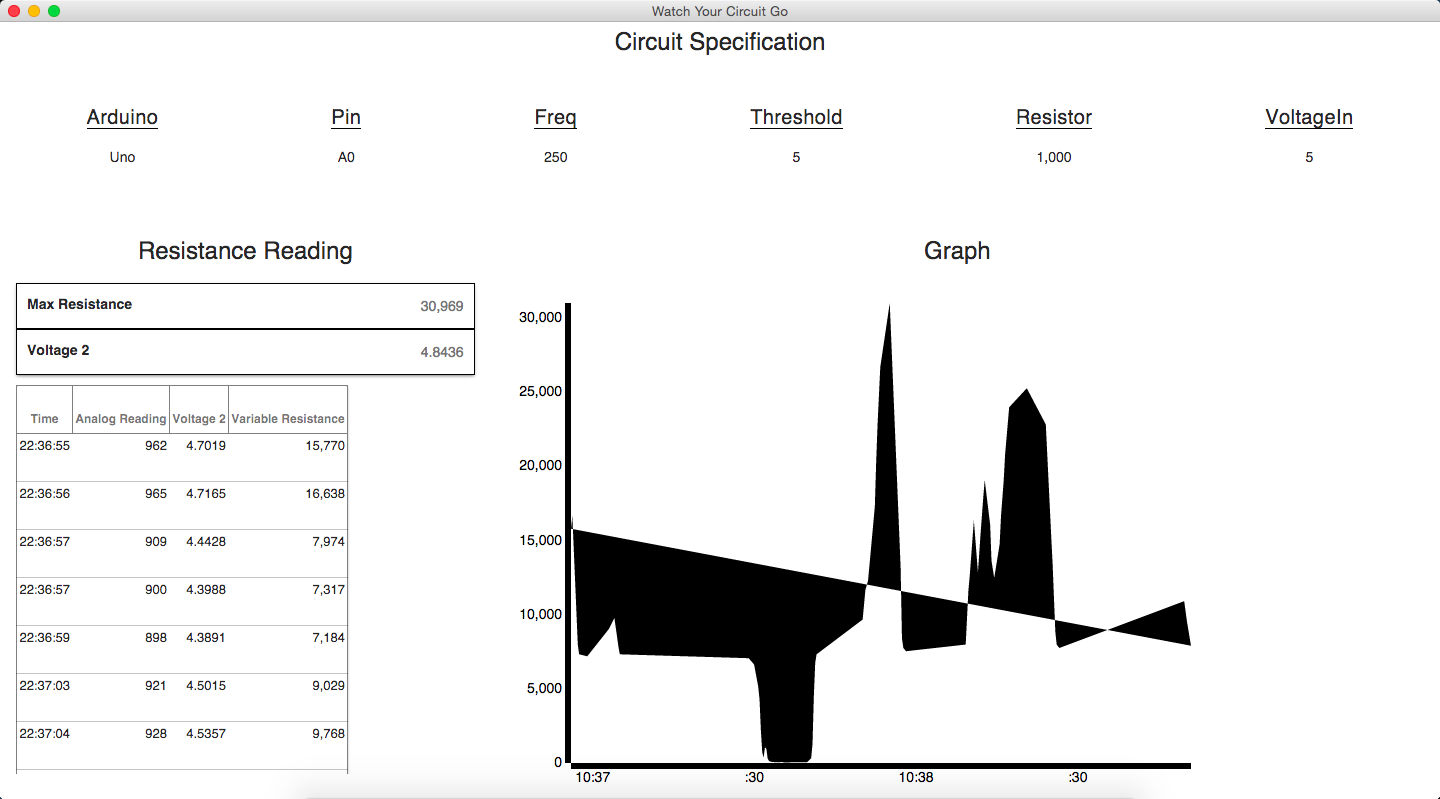 Watch Your Circuit Go
Circuit Specification
Arduino Pin Freq Threshold Resistor VoltageIn
Uno A0 250 5 1,000 5
Resistance Reading
Max Resistance 30,969
Voltage 2 4.8436
Time Analog Reading Voltage 2 Variable Resistance
22:36:55 962 4.7019 15,770
22:36:56 965 4.7165 16,638
22:36:57 909 4.4428 7,974
22:36:57 900 4.3988 7,317
22:36:59 898 4.3891 7,184
22:37:03 921 4.5015 9,029
22:37:04 928 4.5357 9,768
Graph
30,000
25,000
20,000
15,000
10,000
5,000
0
10:37 :30 10:38 :30